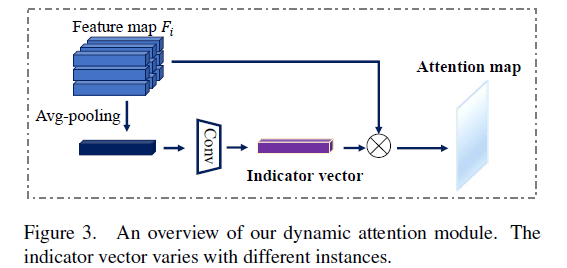 Feature map F_i
Attention map
Avg-pooling
Conv
Indicator vector
Figure 3. An overview of our dynamic attention module. The
indicator vector varies with different instances.